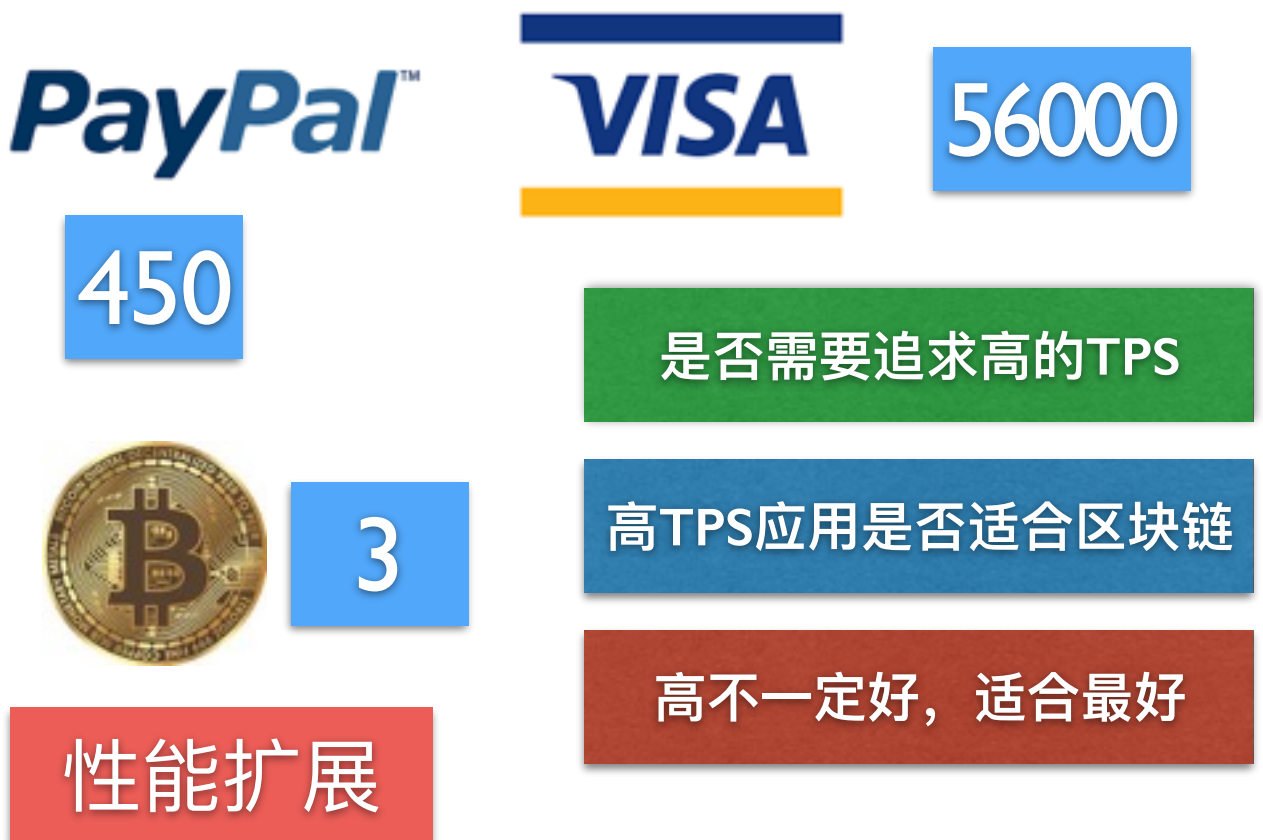 PayPal™
VISA
56000
450
是否需要追求高的TPS
高TPS应用是否适合区块链
3
高不一定好，适合最好
性能扩展